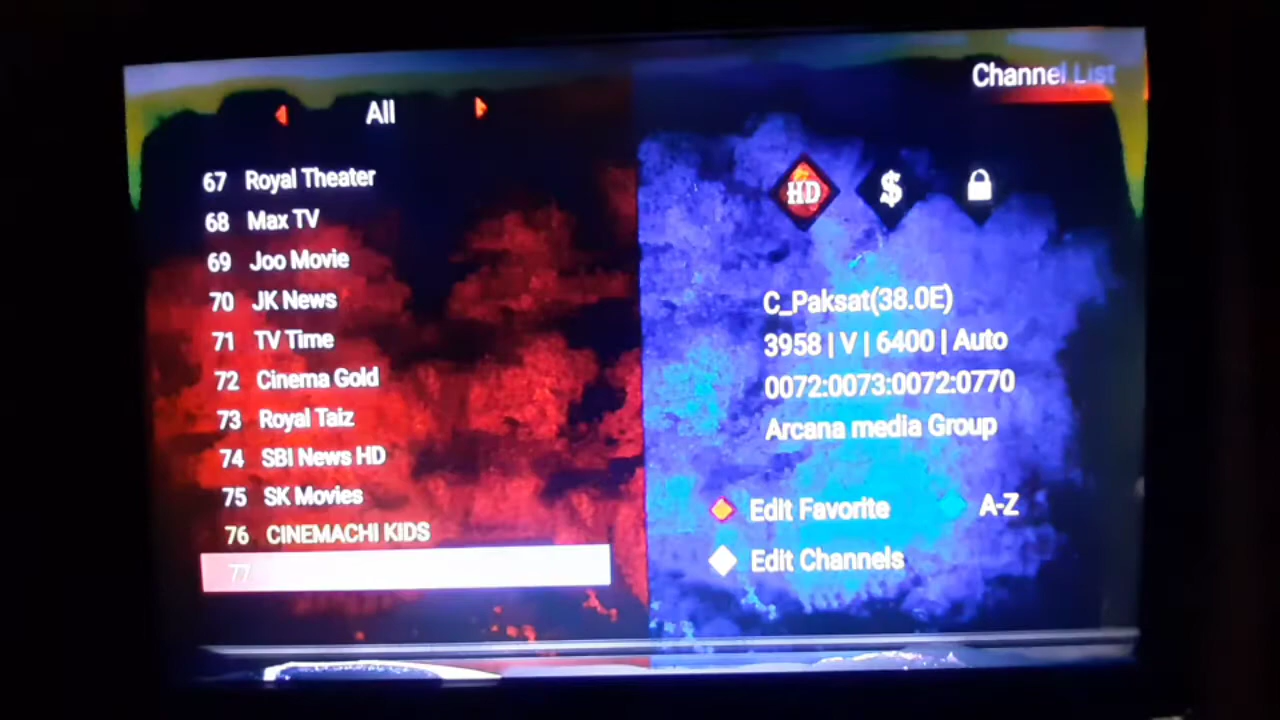 Channel List
All
67 Royal Theater
68 Max TV
69 Joo Movie
70 JK News
71 TV Time
72 Cinema Gold
73 Royal Taiz
74 SBI News HD
75 SK Movies
76 CINEMACHI KIDS
77
HD $
C_Paksat(38.0E)
3958 | V | 6400 | Auto
0072:0073:0072:0770
Arcana media Group
Edit Favorite A-Z
Edit Channels